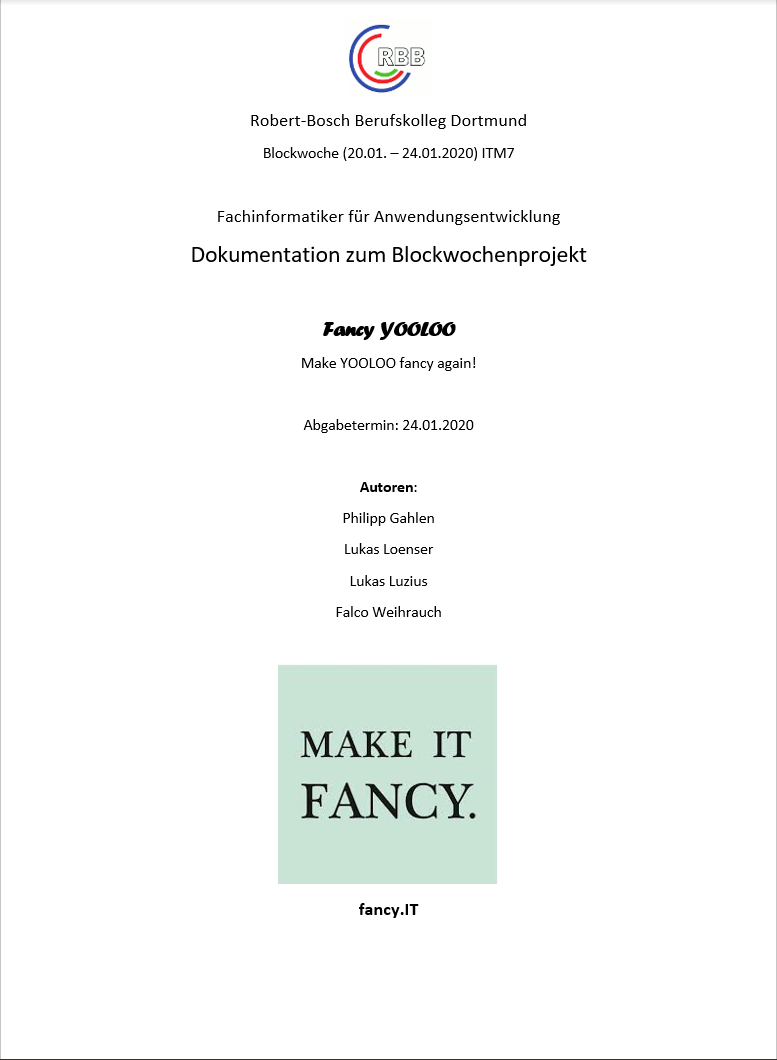 RBB
Robert-Bosch Berufskolleg Dortmund
Blockwoche (20.01. – 24.01.2020) ITM7
Fachinformatiker für Anwendungsentwicklung
Dokumentation zum Blockwochenprojekt
Fancy YOOLOO
Make YOOLOO fancy again!
Abgabetermin: 24.01.2020
Autoren:
Philipp Gahlen
Lukas Loenser
Lukas Luzius
Falco Weihrauch
MAKE IT
FANCY.
fancy.IT